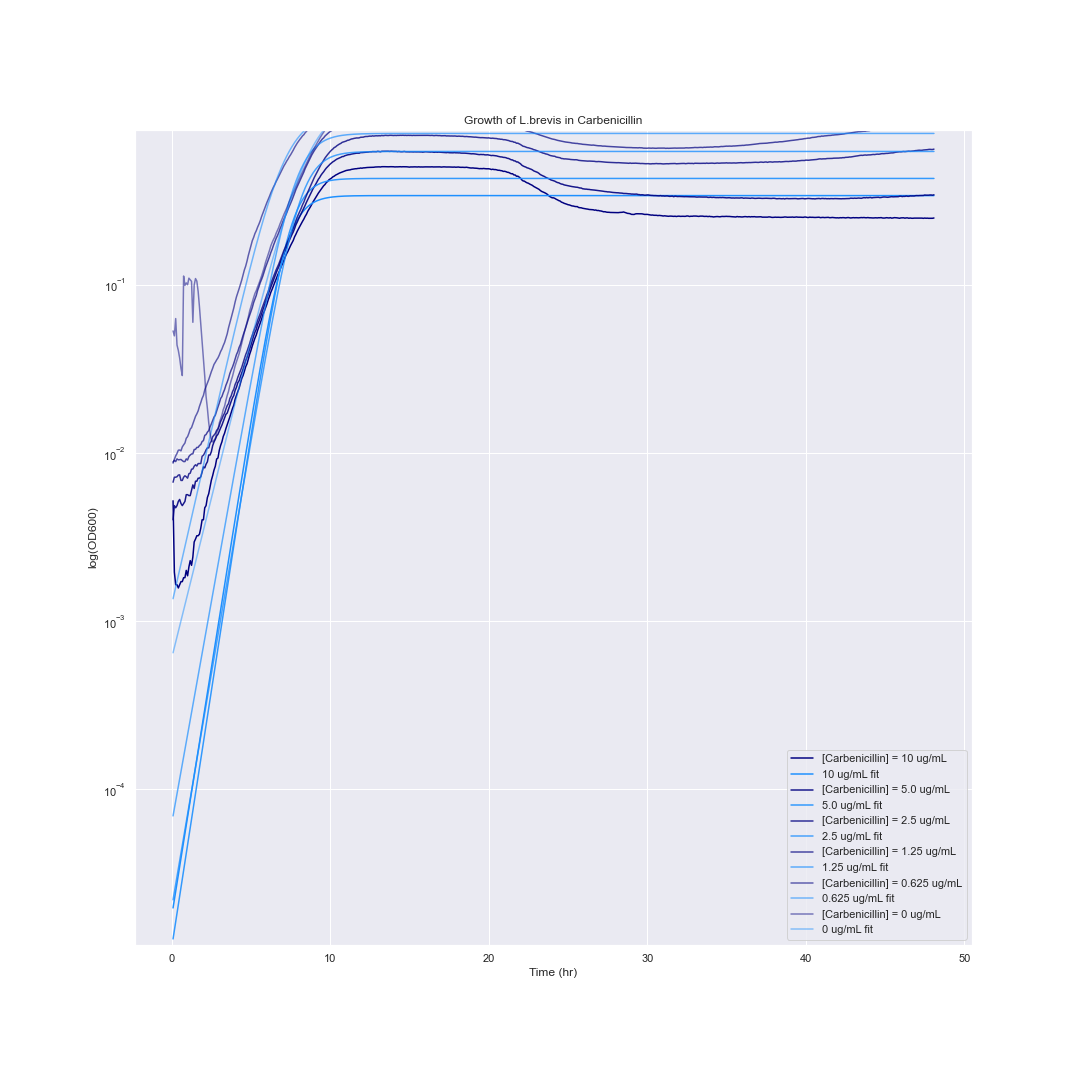 Growth of L.brevis in Carbenicillin
10⁻¹
10⁻²
10⁻³
10⁻⁴
log(OD600)
0 10 20 30 40 50
Time (hr)
[Carbenicillin] = 10 ug/mL
10 ug/mL fit
[Carbenicillin] = 5.0 ug/mL
5.0 ug/mL fit
[Carbenicillin] = 2.5 ug/mL
2.5 ug/mL fit
[Carbenicillin] = 1.25 ug/mL
1.25 ug/mL fit
[Carbenicillin] = 0.625 ug/mL
0.625 ug/mL fit
[Carbenicillin] = 0 ug/mL
0 ug/mL fit